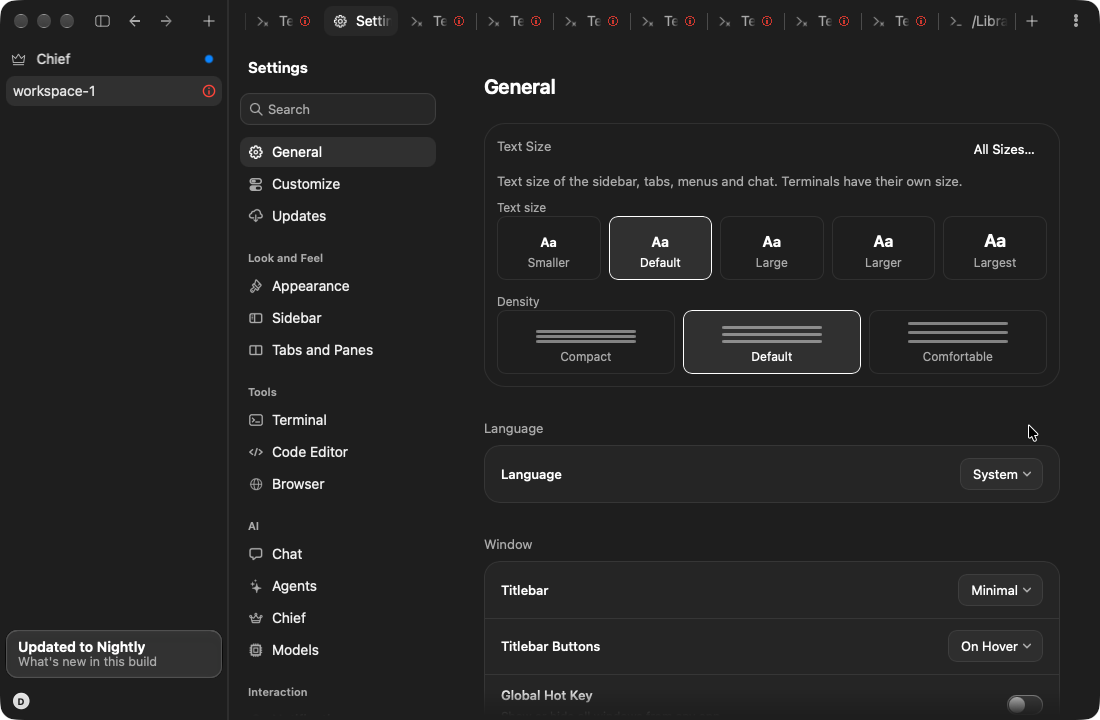 Te
Settin
Te
Te
Te
Te
Te
Te
Te
/Libra
Chief
workspace-1
Settings
Search
General
Customize
Updates
Look and Feel
Appearance
Sidebar
Tabs and Panes
Tools
Terminal
Code Editor
Browser
AI
Chat
Agents
Chief
Models
Interaction
General
Text Size
All Sizes...
Text size of the sidebar, tabs, menus and chat. Terminals have their own size.
Text size
Aa Aa Aa Aa Aa
Smaller Default Large Larger Largest
Density
Compact Default Comfortable
Language
Language System
Window
Titlebar Minimal
Titlebar Buttons On Hover
Global Hot Key
Updated to Nightly
What's new in this build
D